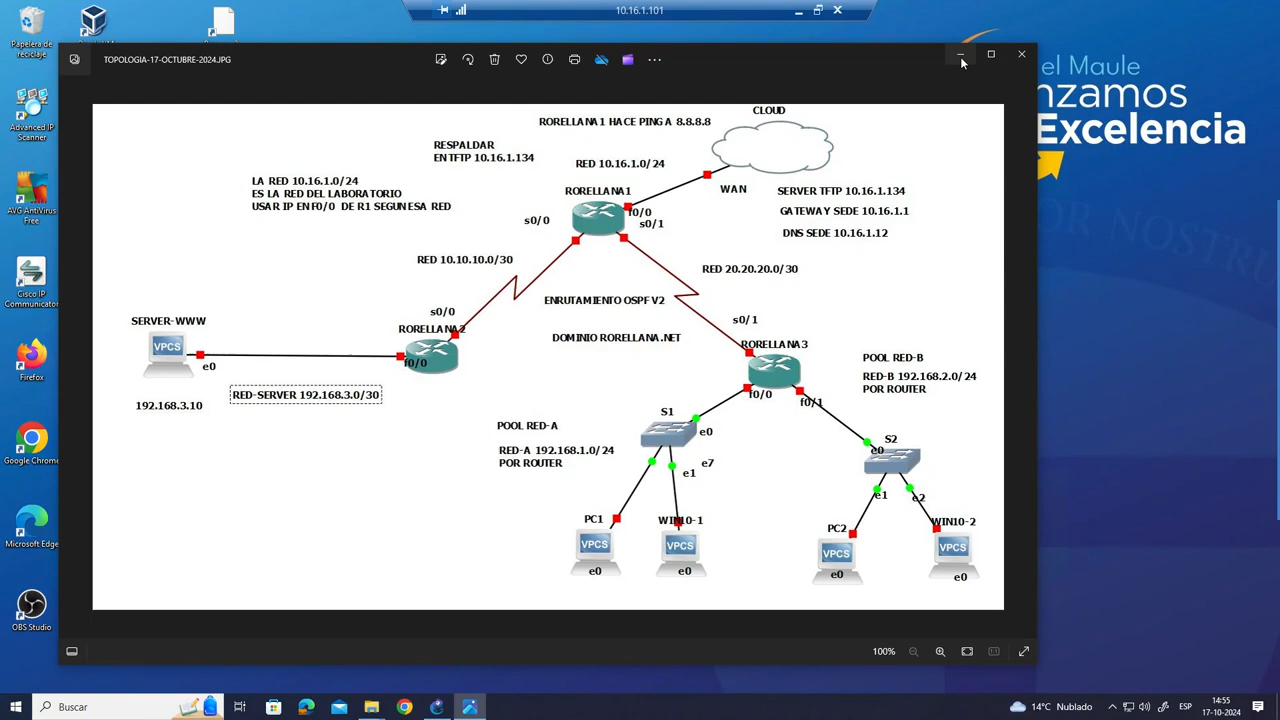 10.16.1.101
Papelera de
reciclaje
TOPOLOGIA-17-OCTUBRE-2024.JPG
el Maule
nzamos
Excelencia
NOSTR
Advanced IP
Scanner
AVG AntiVirus
Free
Cisco IP
Communicator
Firefox
Google Chrome
Microsoft Edge
OBS Studio
CLOUD
RORELLANA1 HACE PING A 8.8.8.8
RESPALDAR
EN TFTP 10.16.1.134
RED 10.16.1.0/24
LA RED 10.16.1.0/24
ES LA RED DEL LABORATORIO
USAR IP EN F0/0 DE R1 SEGUN ESA RED
RORELLANA1
WAN
SERVER TFTP 10.16.1.134
GATEWAY SEDE 10.16.1.1
DNS SEDE 10.16.1.12
f0/0
s0/0
s0/1
RED 10.10.10.0/30
RED 20.20.20.0/30
ENRUTAMIENTO OSPF V2
DOMINIO RORELLANA.NET
s0/0
s0/1
SERVER-WWW
VPCS
e0
192.168.3.10
RORELLANA2
f0/0
RED-SERVER 192.168.3.0/30
RORELLANA3
f0/0
f0/1
POOL RED-B
RED-B 192.168.2.0/24
POR ROUTER
POOL RED-A
RED-A 192.168.1.0/24
POR ROUTER
S1
e0
e7
e1
S2
e0
e1
e2
PC1
VPCS
e0
WIN10-1
VPCS
e0
PC2
VPCS
e0
WIN10-2
VPCS
e0
100%
Buscar
14°C Nublado
ESP
14:55
17-10-2024